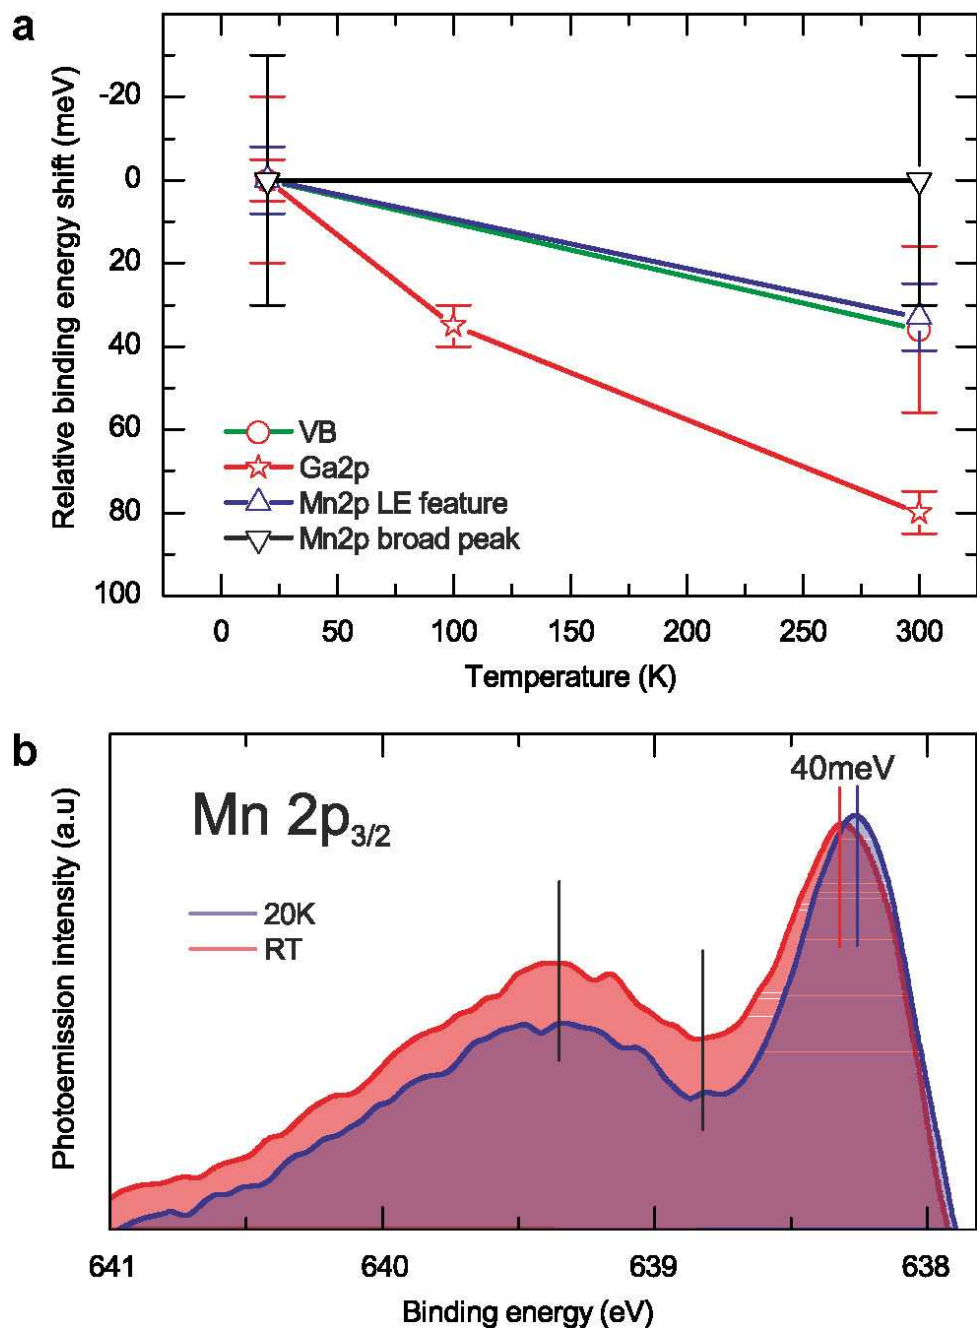 a
Relative binding energy shift (meV)
-20
0
20
40
60
80
100
VB
Ga2p
Mn2p LE feature
Mn2p broad peak
0 50 100 150 200 250 300
Temperature (K)
b
Photoemission intensity (a.u)
Mn 2p3/2
20K
RT
40meV
641 640 639 638
Binding energy (eV)